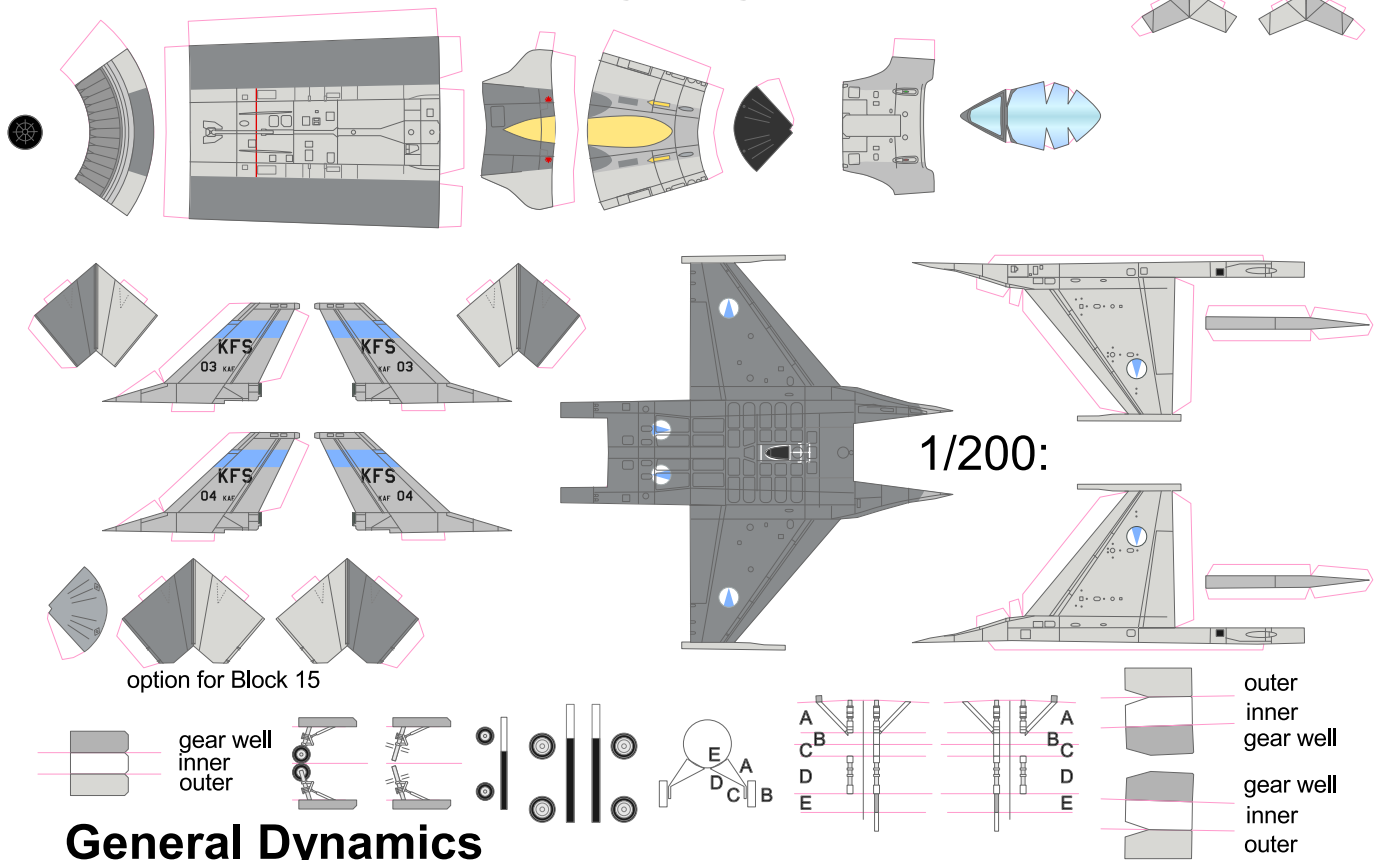 KFS
03 KAF
KFS
KAF 03
KFS
04 KAF
KFS
KAF 04
1/200:
option for Block 15
gear well
inner
outer
E
A
D
C
B
A
B
C
D
E
A
B
C
D
E
outer
inner
gear well
gear well
inner
outer
General Dynamics